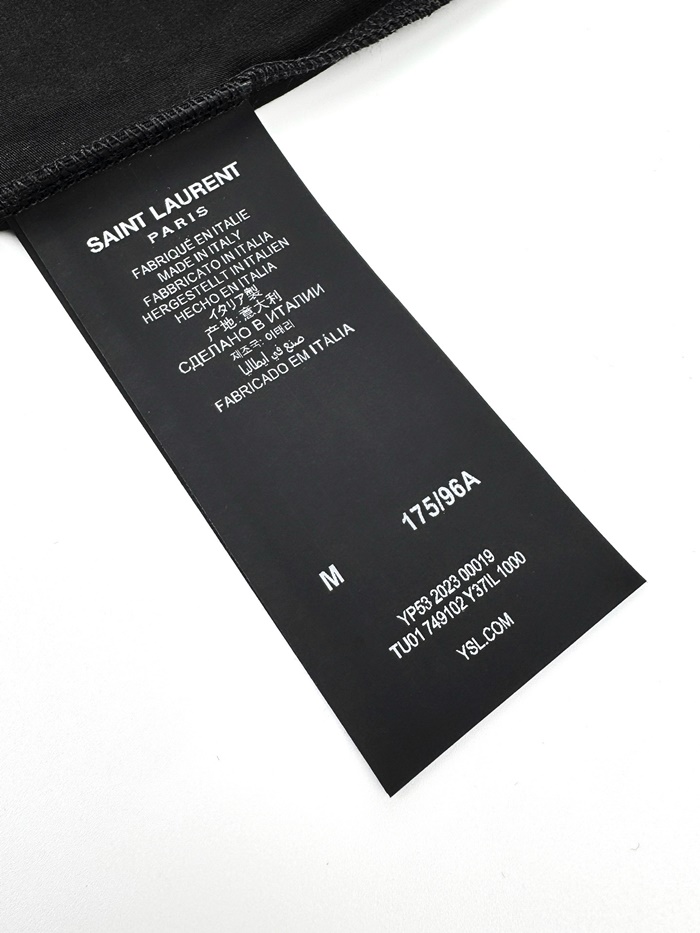 SAINT LAURENT
PARIS
FABRIQUÉ EN ITALIE
MADE IN ITALY
FABBRICATO IN ITALIA
HERGESTELLT IN ITALIEN
HECHO EN ITALIA
イタリア製
产地: 意大利
СДЕЛАНО В ИТАЛИИ
제조국: 이태리
صنع في ايطاليا
FABRICADO EM ITÁLIA
M 175/96A
YP53 2023 00019
TU01 749102 Y37IL 1000
YSL.COM